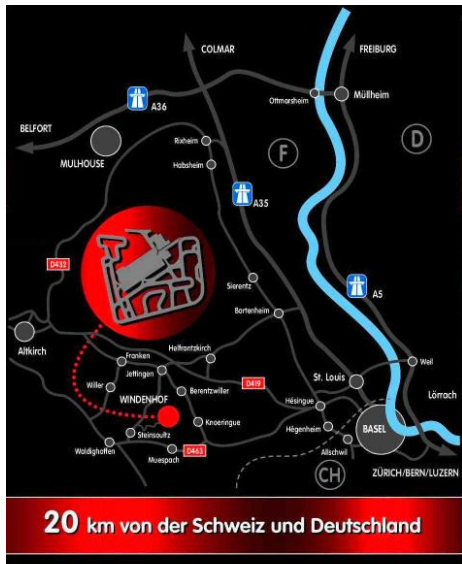 COLMAR
FREIBURG
A36
Ottmarsheim
Müllheim
BELFORT
MULHOUSE
Rixheim
Habsheim
F
D
A35
D432
Sierentz
A5
Bartenheim
Altkirch
Franken
Helfrantzkirch
Jettingen
St. Louis
Weil
Willer
Berentzwiller
D419
Lörrach
WINDENHOF
Hésingue
Knoeringue
Hégenheim
BASEL
Steinsoultz
Allschwil
Waldighoffen
D463
Muespach
CH
ZÜRICH/BERN/LUZERN
20 km von der Schweiz und Deutschland